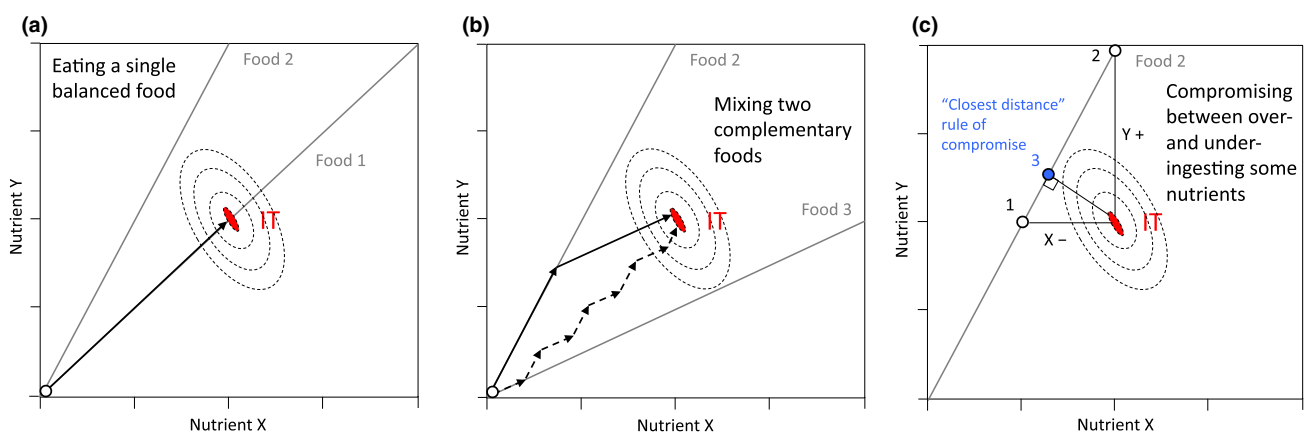 (a)
Eating a single
balanced food
Food 2
Food 1
IT
Nutrient Y
Nutrient X
(b)
Food 2
Mixing two
complementary
foods
Food 3
IT
Nutrient Y
Nutrient X
(c)
2
Food 2
Compromising
between over-
and under-
ingesting some
nutrients
"Closest distance"
rule of
compromise
Y +
3
1
X –
IT
Nutrient Y
Nutrient X